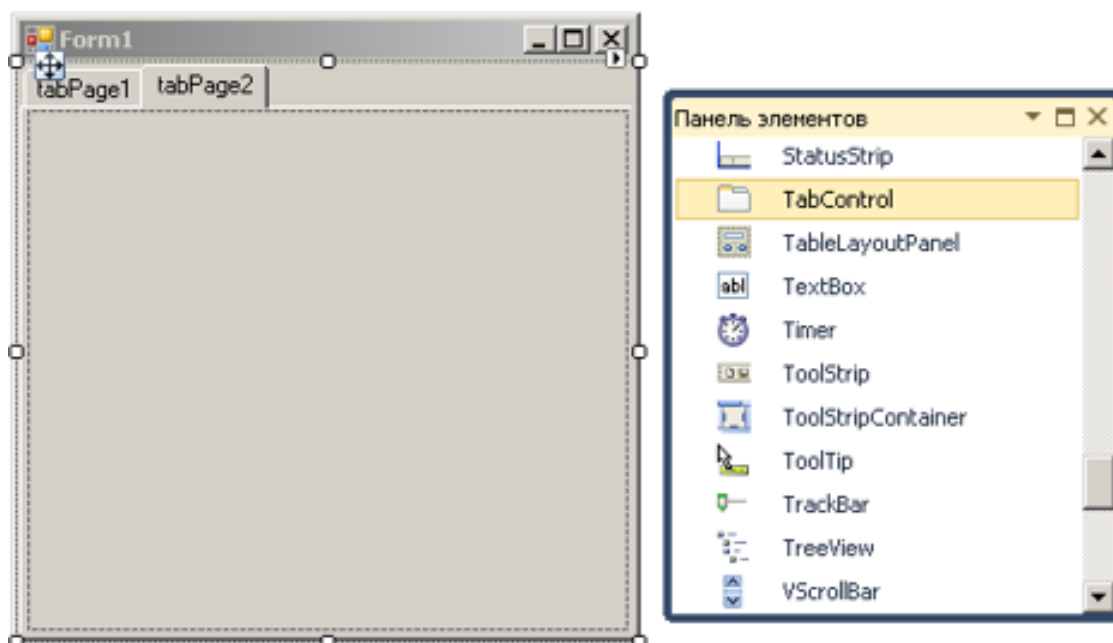 Form1
tabPage1 tabPage2
Панель элементов
StatusStrip
TabControl
TableLayoutPanel
abl TextBox
Timer
ToolStrip
ToolStripContainer
ToolTip
TrackBar
TreeView
VScrollBar